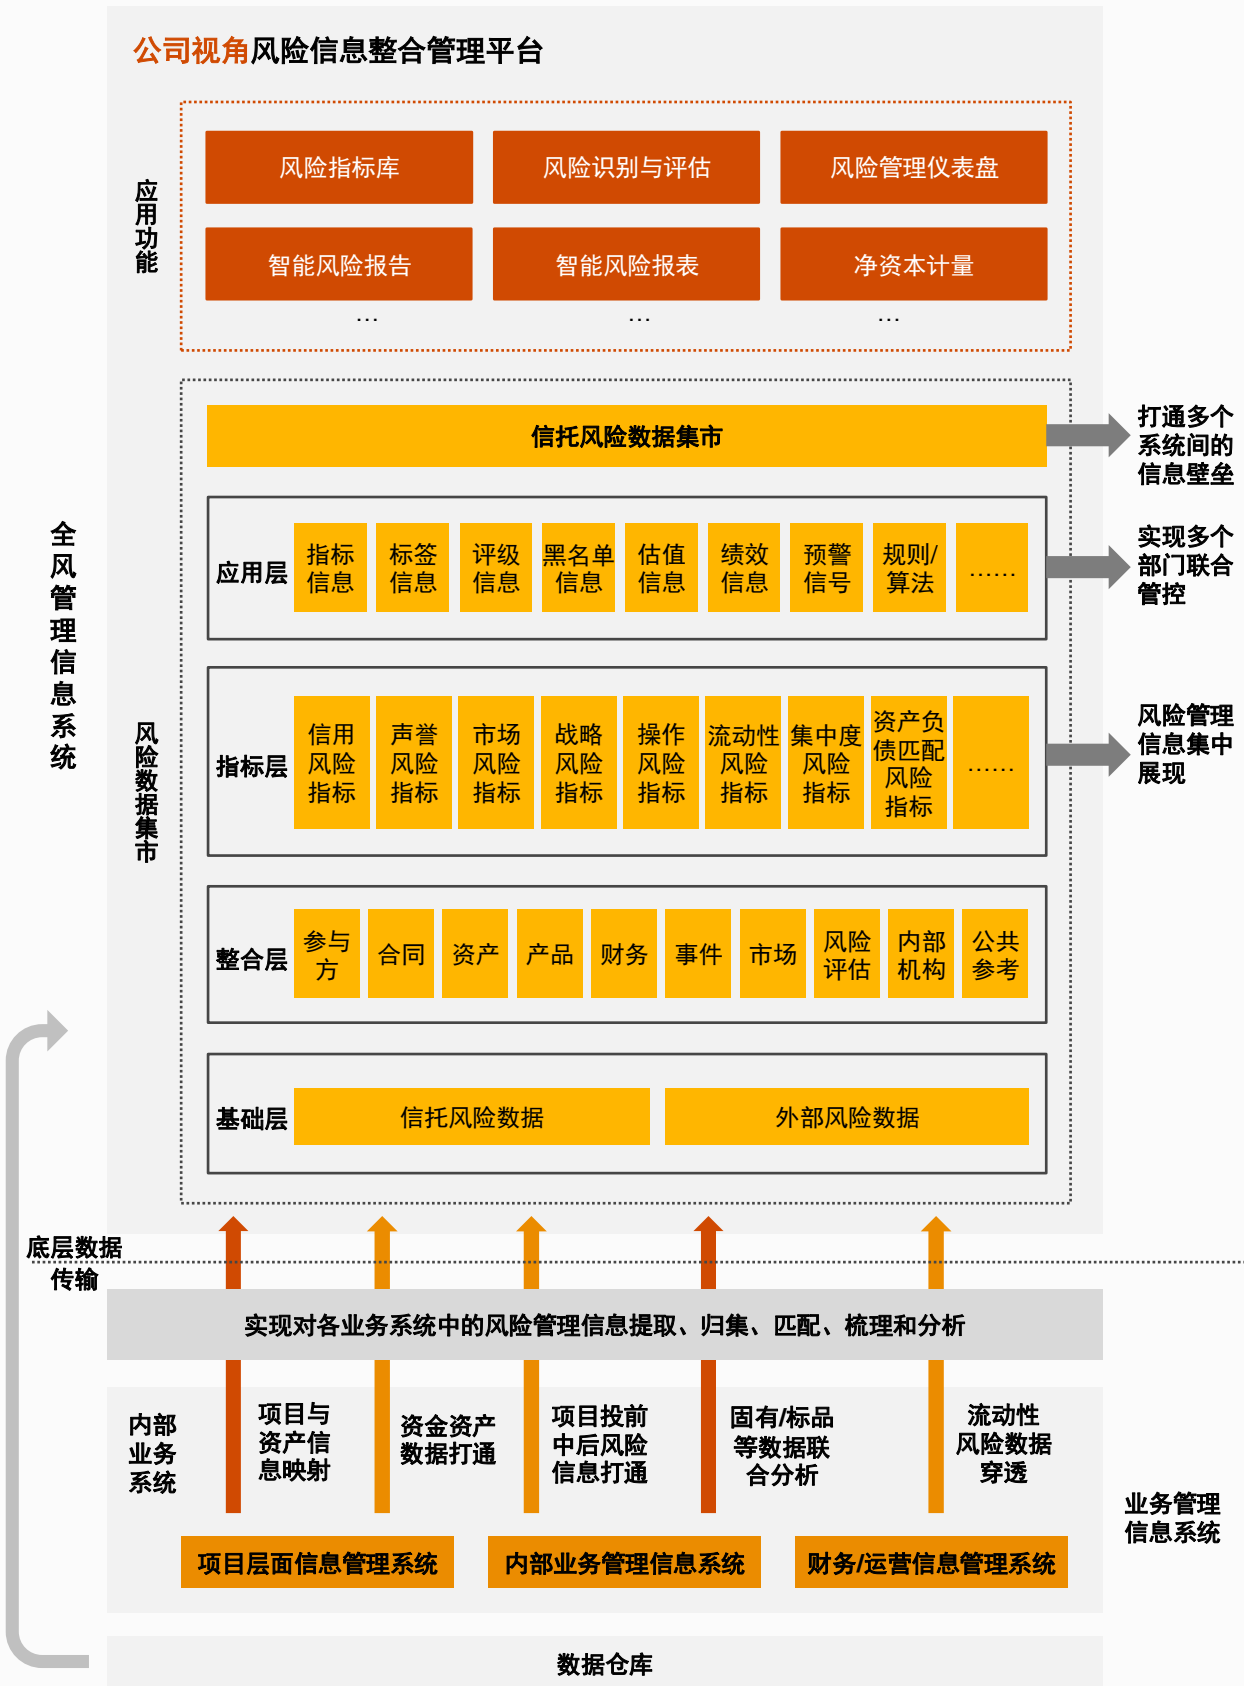 公司视角风险信息整合管理平台
应用功能
风险指标库
风险识别与评估
风险管理仪表盘
智能风险报告
智能风险报表
净资本计量
...
...
...
全风管理信息系统
风险数据集市
信托风险数据集市
打通多个
系统间的
信息壁垒
应用层
指标
信息
标签
信息
评级
信息
黑名单
信息
估值
信息
绩效
信息
预警
信号
规则/
算法
......
实现多个
部门联合
管控
指标层
信用
风险
指标
声誉
风险
指标
市场
风险
指标
战略
风险
指标
操作
风险
指标
流动性
风险
指标
集中度
风险
指标
资产负
债匹配
风险
指标
......
风险管理
信息集中
展现
整合层
参与
方
合同
资产
产品
财务
事件
市场
风险
评估
内部
机构
公共
参考
基础层
信托风险数据
外部风险数据
底层数据
传输
实现对各业务系统中的风险管理信息提取、归集、匹配、梳理和分析
内部
业务
系统
项目与
资产信
息映射
资金资产
数据打通
项目投前
中后风险
信息打通
固有/标品
等数据联
合分析
流动性
风险数据
穿透
业务管理
信息系统
项目层面信息管理系统
内部业务管理信息系统
财务/运营信息管理系统
数据仓库